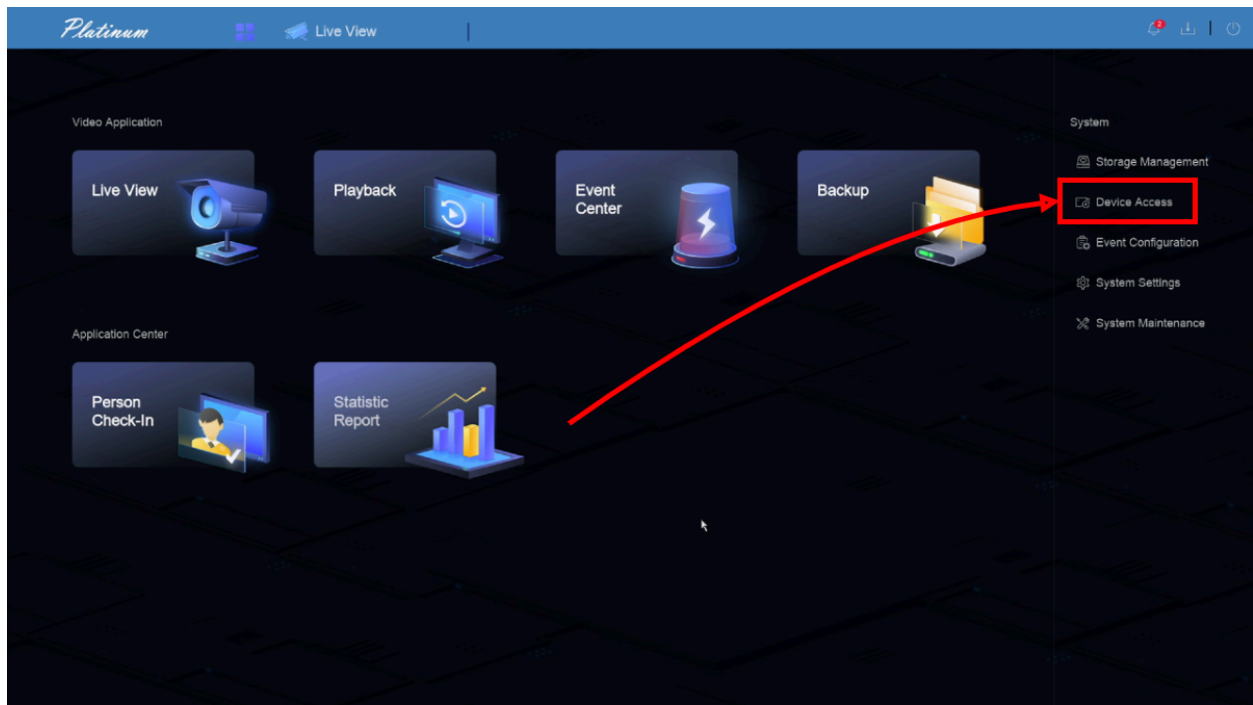 Platinum
Live View
2
Video Application
System
Live View
Playback
Event
Center
Backup
Storage Management
Device Access
Event Configuration
System Settings
System Maintenance
Application Center
Person
Check-In
Statistic
Report